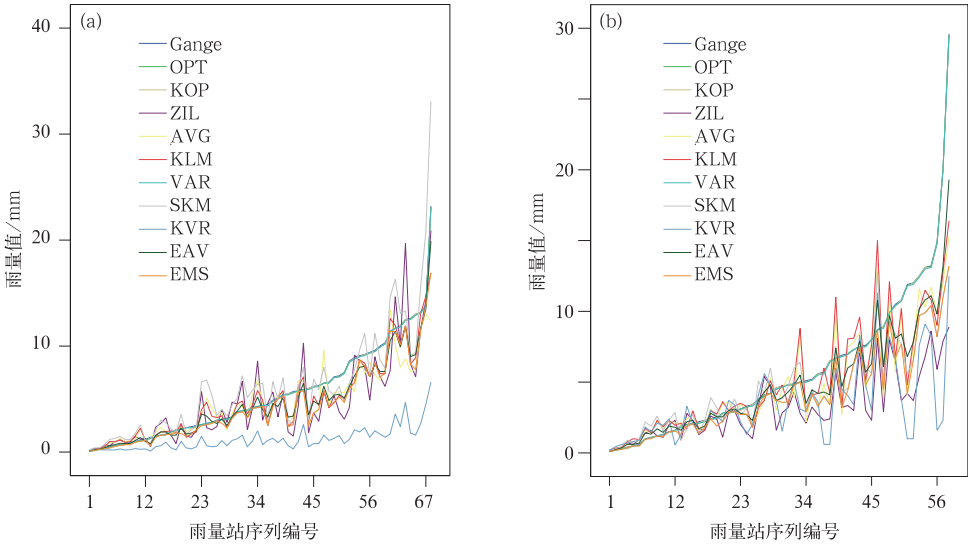 (a)
40
30
20
10
0
雨量值/mm
Gange
OPT
KOP
ZIL
AVG
KLM
VAR
SKM
KVR
EAV
EMS
1 12 23 34 45 56 67
雨量站序列编号
(b)
30
20
10
0
雨量值/mm
Gange
OPT
KOP
ZIL
AVG
KLM
VAR
SKM
KVR
EAV
EMS
1 12 23 34 45 56
雨量站序列编号